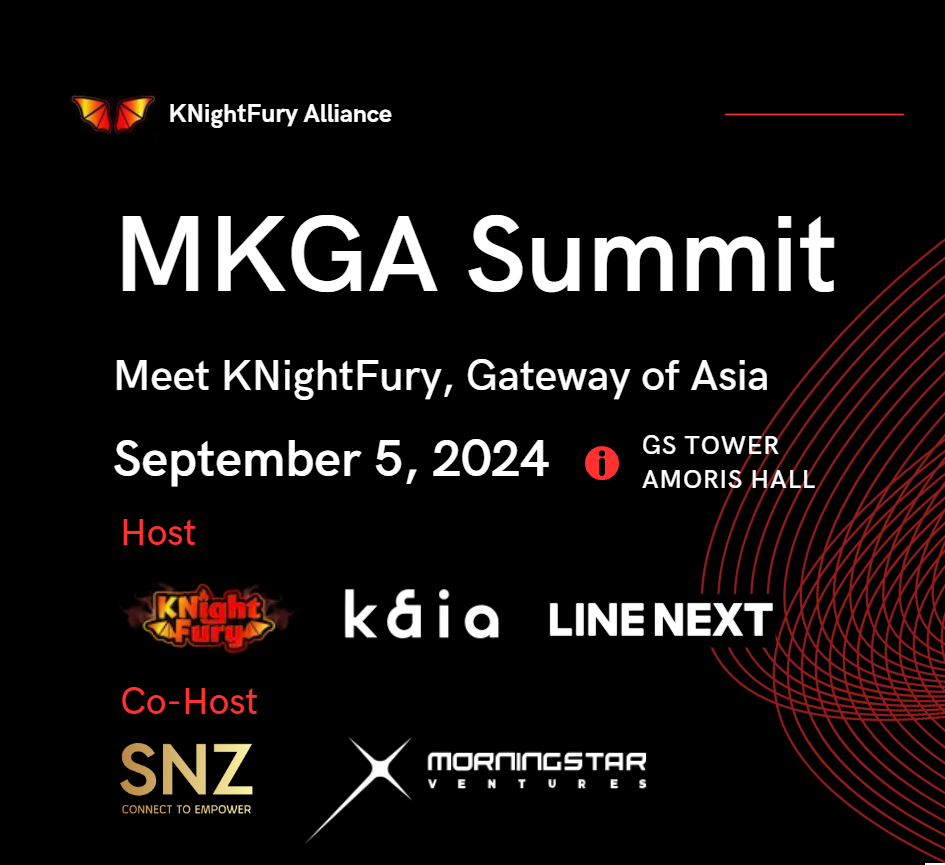 KNightFury Alliance
MKGA Summit
Meet KNightFury, Gateway of Asia
September 5, 2024
GS TOWER
AMORIS HALL
Host
KNight
Fury
kaia
LINE NEXT
Co-Host
SNZ
CONNECT TO EMPOWER
MORNINGSTAR
VENTURES